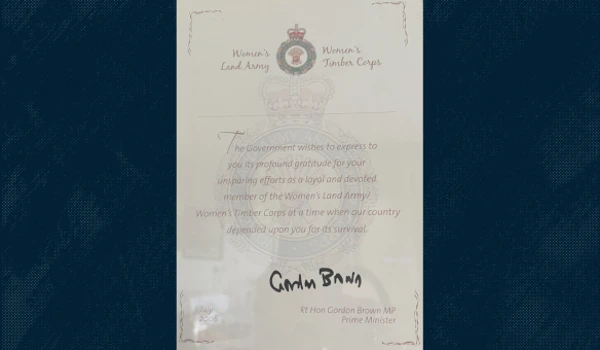 Women's
Land Army
Women's
Timber Corps
The Government wishes to express to
you its profound gratitude for your
unsparing efforts as a loyal and devoted
member of the Women's Land Army/
Women's Timber Corps at a time when our country
depended upon you for its survival.
Gordon Brown
Rt Hon Gordon Brown MP
Prime Minister
July
2008